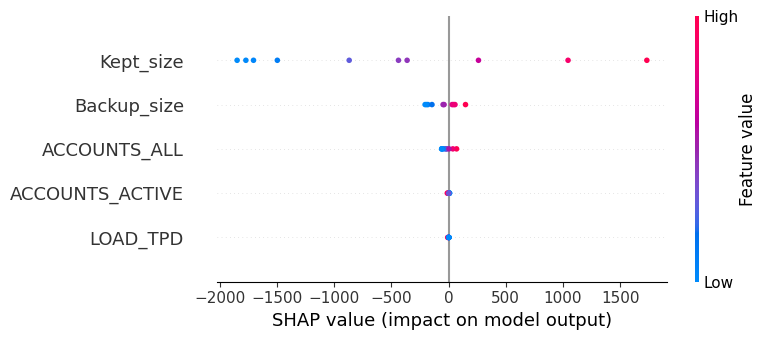 High
Kept_size
Backup_size
ACCOUNTS_ALL
ACCOUNTS_ACTIVE
LOAD_TPD
Feature value
Low
−2000 −1500 −1000 −500 0 500 1000 1500
SHAP value (impact on model output)